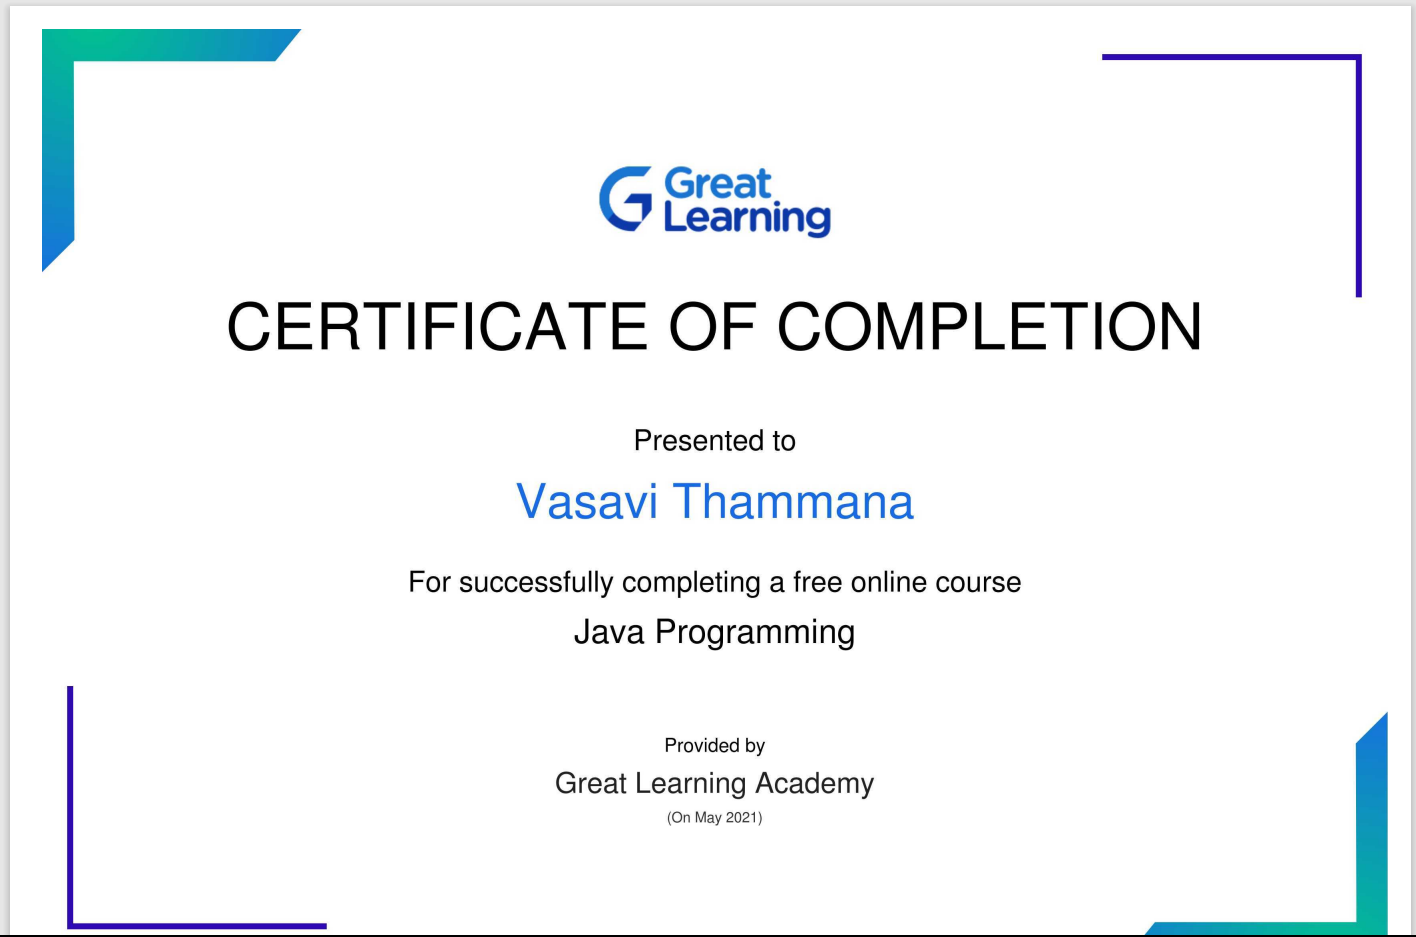 Great
Learning
CERTIFICATE OF COMPLETION
Presented to
Vasavi Thammana
For successfully completing a free online course
Java Programming
Provided by
Great Learning Academy
(On May 2021)